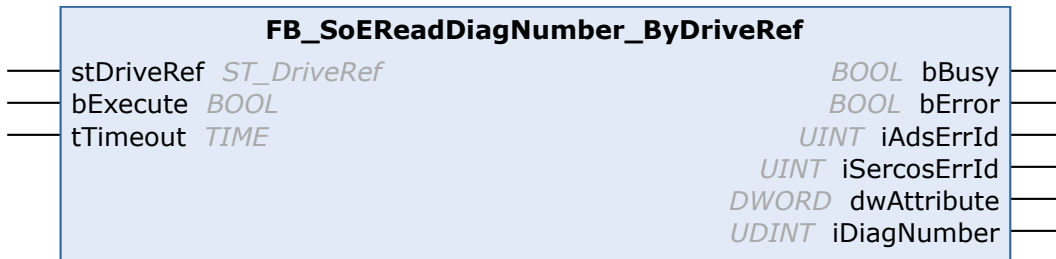 FB_SoEReadDiagNumber_ByDriveRef
stDriveRef ST_DriveRef BOOL bBusy
bExecute BOOL BOOL bError
tTimeout TIME UINT iAdsErrId
UINT iSercosErrId
DWORD dwAttribute
UDINT iDiagNumber